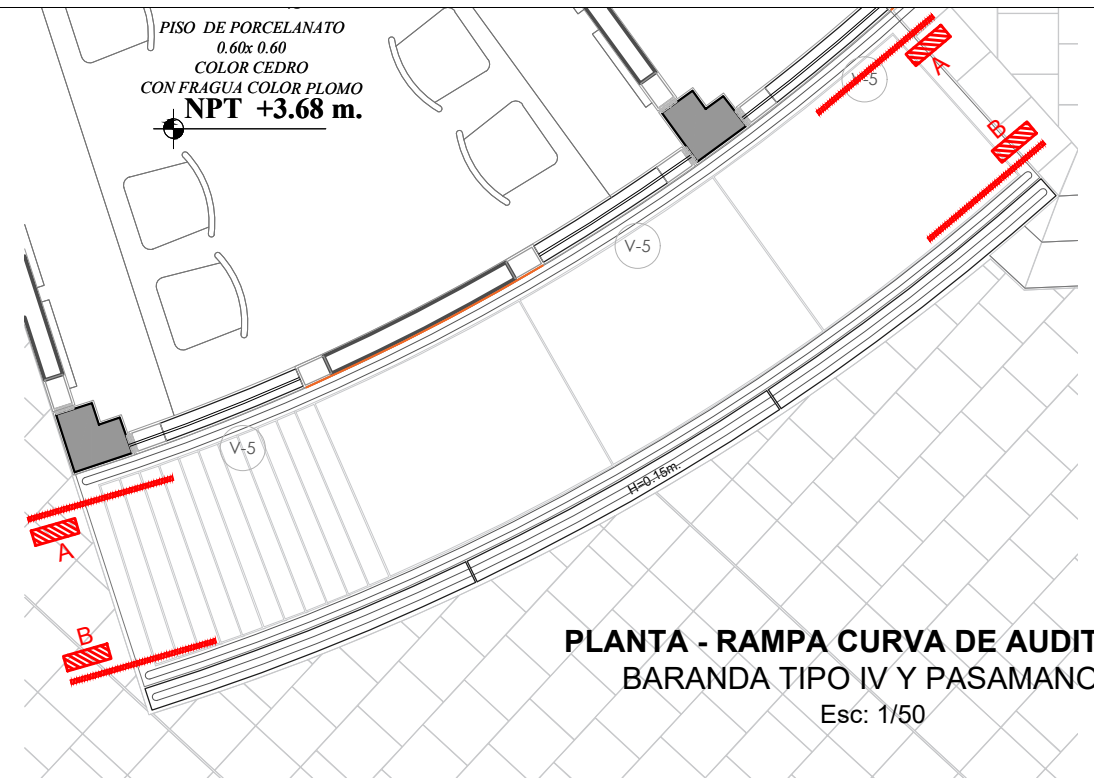 PISO DE PORCELANATO
0.60x 0.60
COLOR CEDRO
CON FRAGUA COLOR PLOMO
NPT +3.68 m.
V-5
A
B
V-5
V-5
H=0.15m.
A
B
PLANTA - RAMPA CURVA DE AUDIT
BARANDA TIPO IV Y PASAMANO
Esc: 1/50